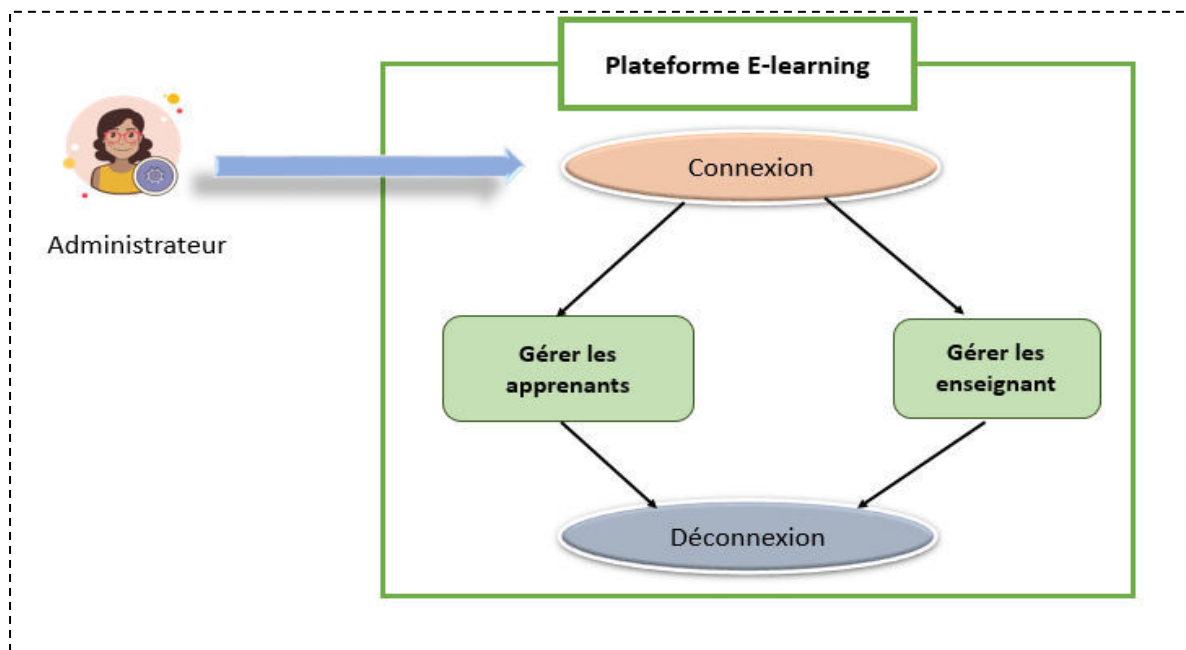 Plateforme E-learning
Connexion
Administrateur
Gérer les
apprenants
Gérer les
enseignant
Déconnexion